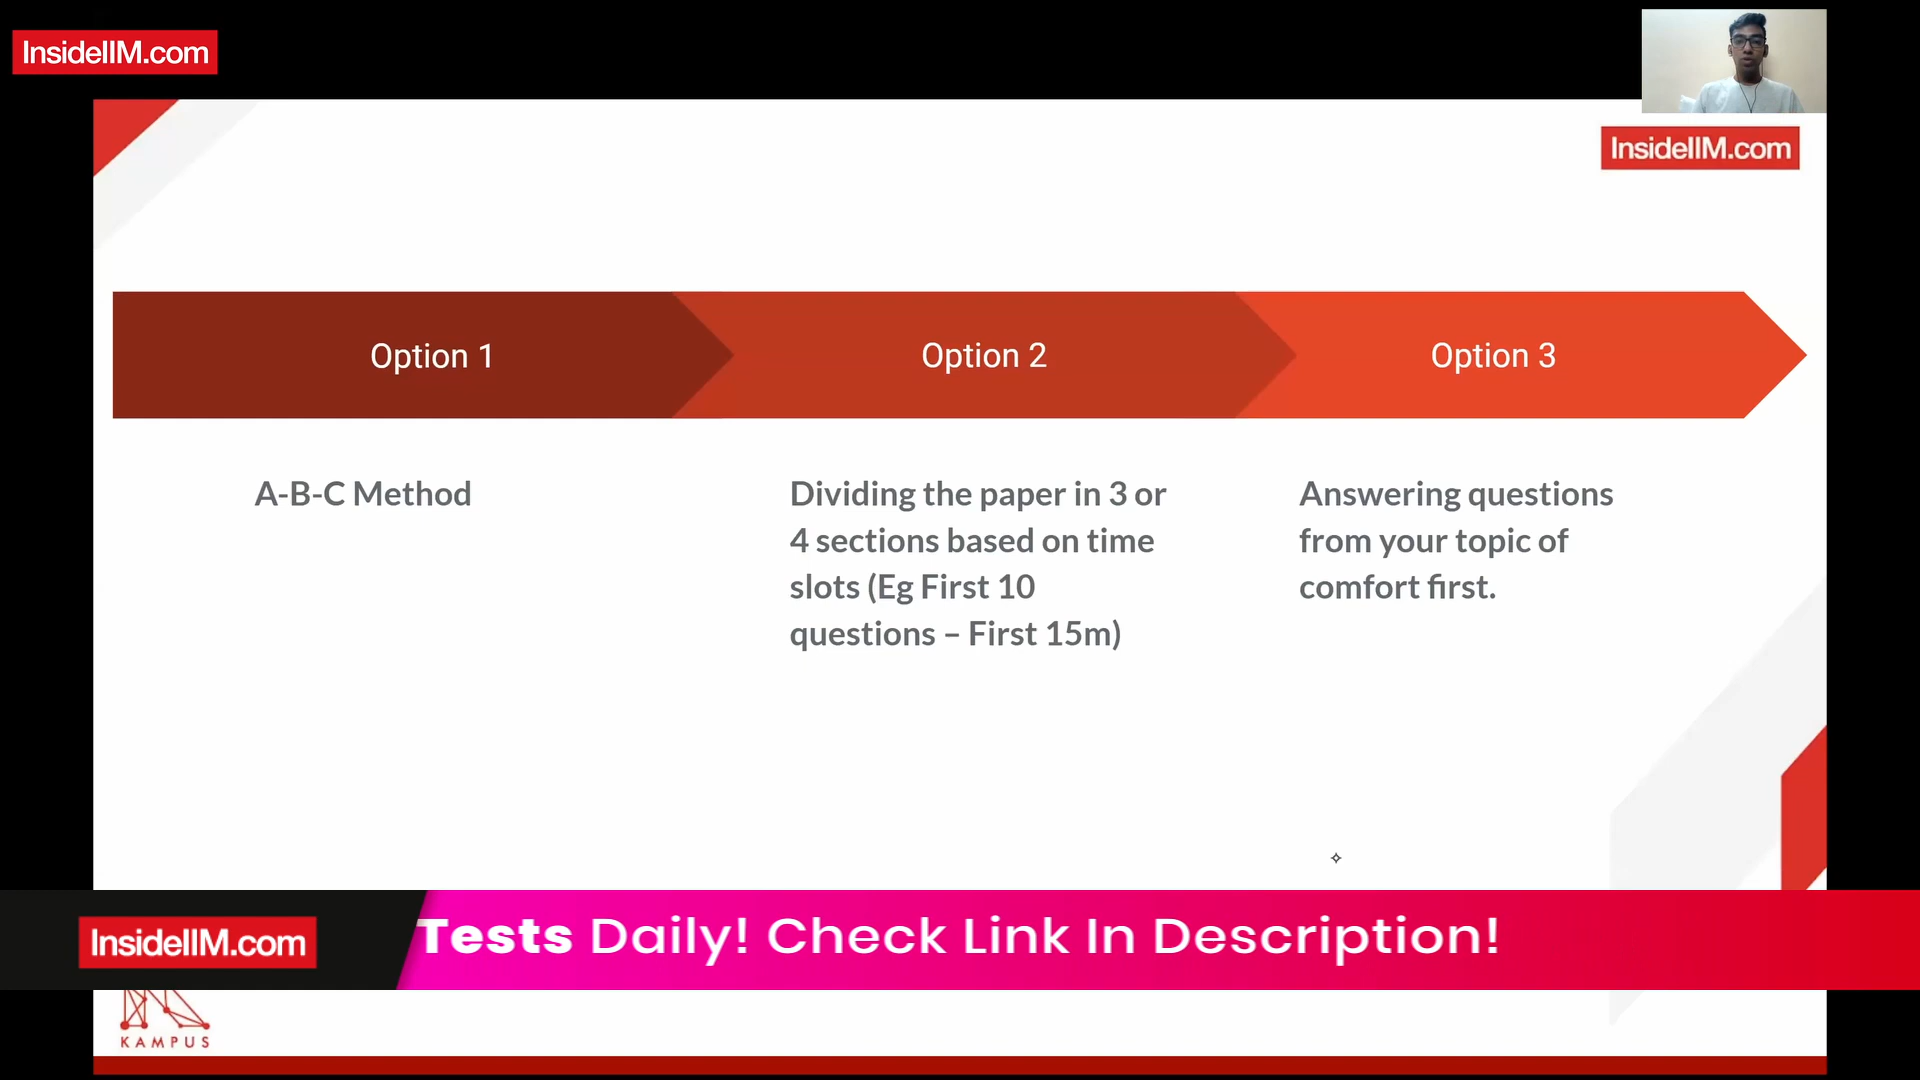 InsideIIM.com
InsideIIM.com
Option 1
Option 2
Option 3
A-B-C Method
Dividing the paper in 3 or
4 sections based on time
slots (Eg First 10
questions – First 15m)
Answering questions
from your topic of
comfort first.
InsideIIM.com
Tests Daily! Check Link In Description!
KAMPUS